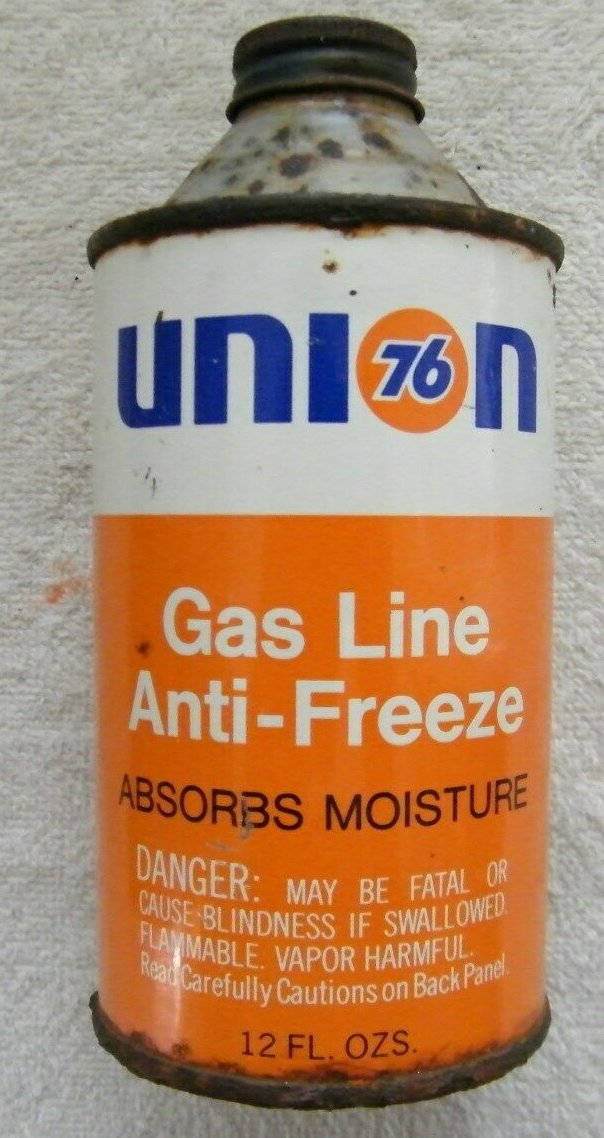 union
76
Gas Line
Anti-Freeze
ABSORBS MOISTURE
DANGER: MAY BE FATAL OR
CAUSE BLINDNESS IF SWALLOWED.
FLAMMABLE. VAPOR HARMFUL.
Read Carefully Cautions on Back Panel.
12 FL. OZS.